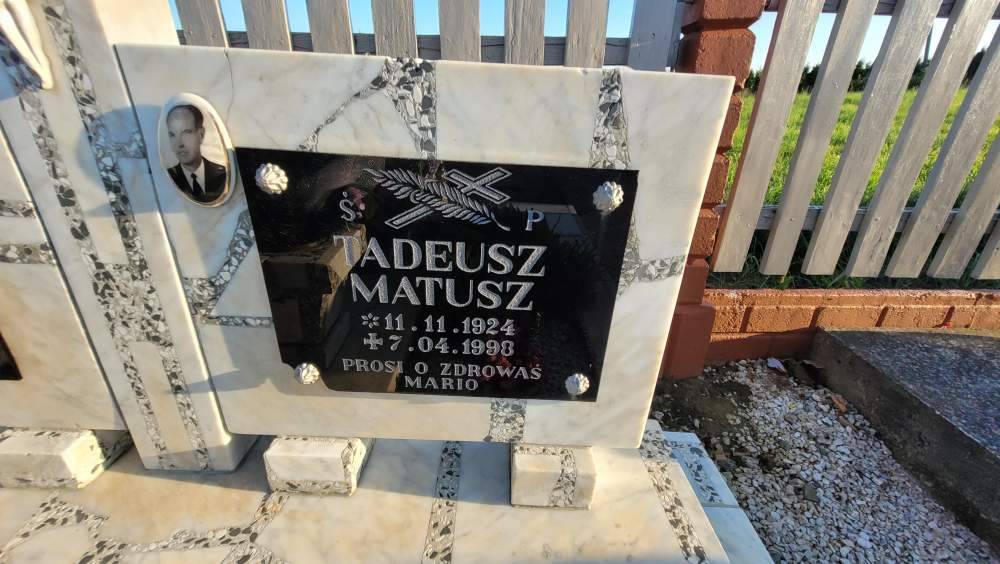 Ś. P
TADEUSZ
MATUSZ
* 11.11.1924
✝ 7.04.1998
PROSI O ZDROWAŚ
MARIO